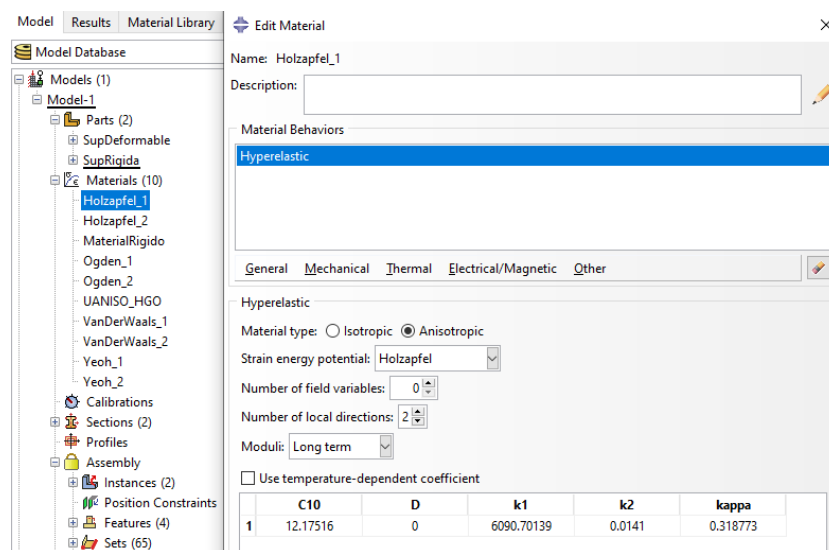 Model Results Material Library
Model Database
Models (1)
Model-1
Parts (2)
SupDeformable
SupRigida
Materials (10)
Holzapfel_1
Holzapfel_2
MaterialRigido
Ogden_1
Ogden_2
UANISO_HGO
VanDerWaals_1
VanDerWaals_2
Yeoh_1
Yeoh_2
Calibrations
Sections (2)
Profiles
Assembly
Instances (2)
Position Constraints
Features (4)
Sets (65)
Edit Material
Name: Holzapfel_1
Description:
Material Behaviors
Hyperelastic
General Mechanical Thermal Electrical/Magnetic Other
Hyperelastic
Material type: Isotropic Anisotropic
Strain energy potential: Holzapfel
Number of field variables: 0
Number of local directions: 2
Moduli: Long term
Use temperature-dependent coefficient
C10 D k1 k2 kappa
1 12.17516 0 6090.70139 0.0141 0.318773